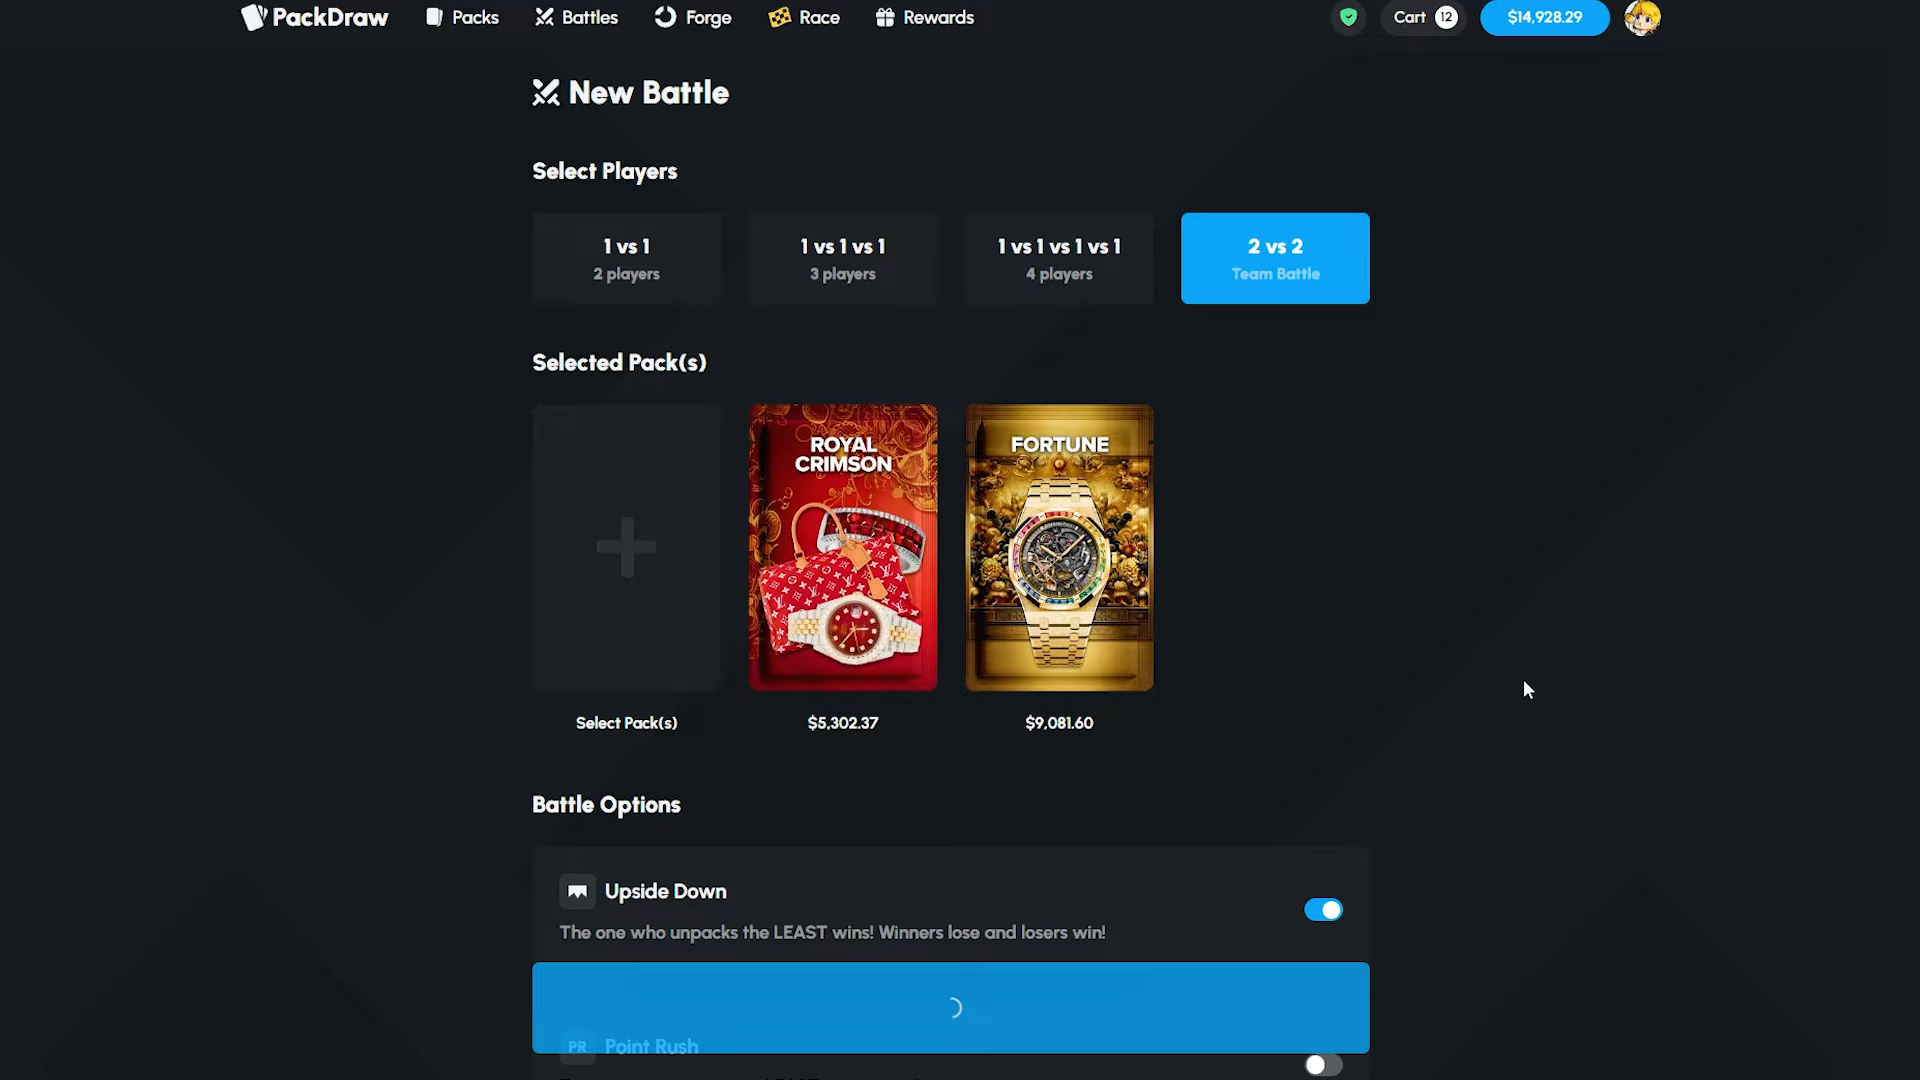 PackDraw
Packs
Battles
Forge
Race
Rewards
Cart 12
$14,928.29
New Battle
Select Players
1 vs 1
2 players
1 vs 1 vs 1
3 players
1 vs 1 vs 1 vs 1
4 players
2 vs 2
Team Battle
Selected Pack(s)
ROYAL
CRIMSON
FORTUNE
Select Pack(s)
$5,302.37
$9,081.60
Battle Options
Upside Down
The one who unpacks the LEAST wins! Winners lose and losers win!
PR Point Rush